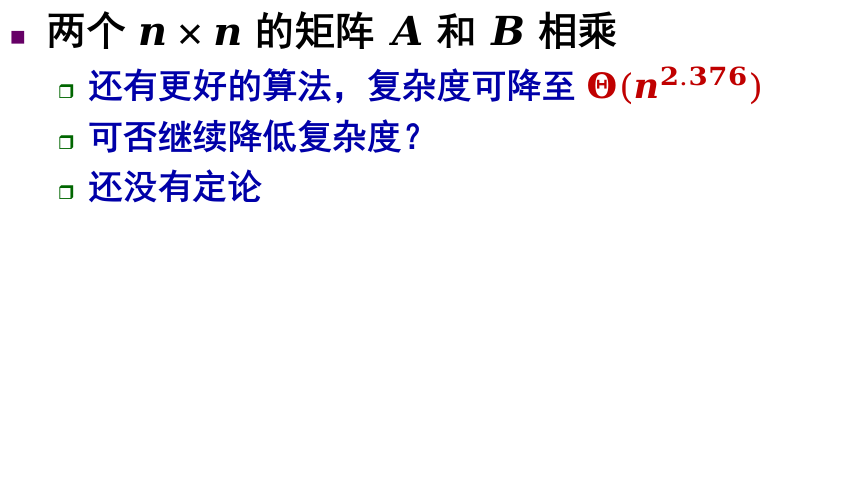 两个 n × n 的矩阵 A 和 B 相乘
还有更好的算法，复杂度可降至 Θ(n^2.376)
可否继续降低复杂度？
还没有定论